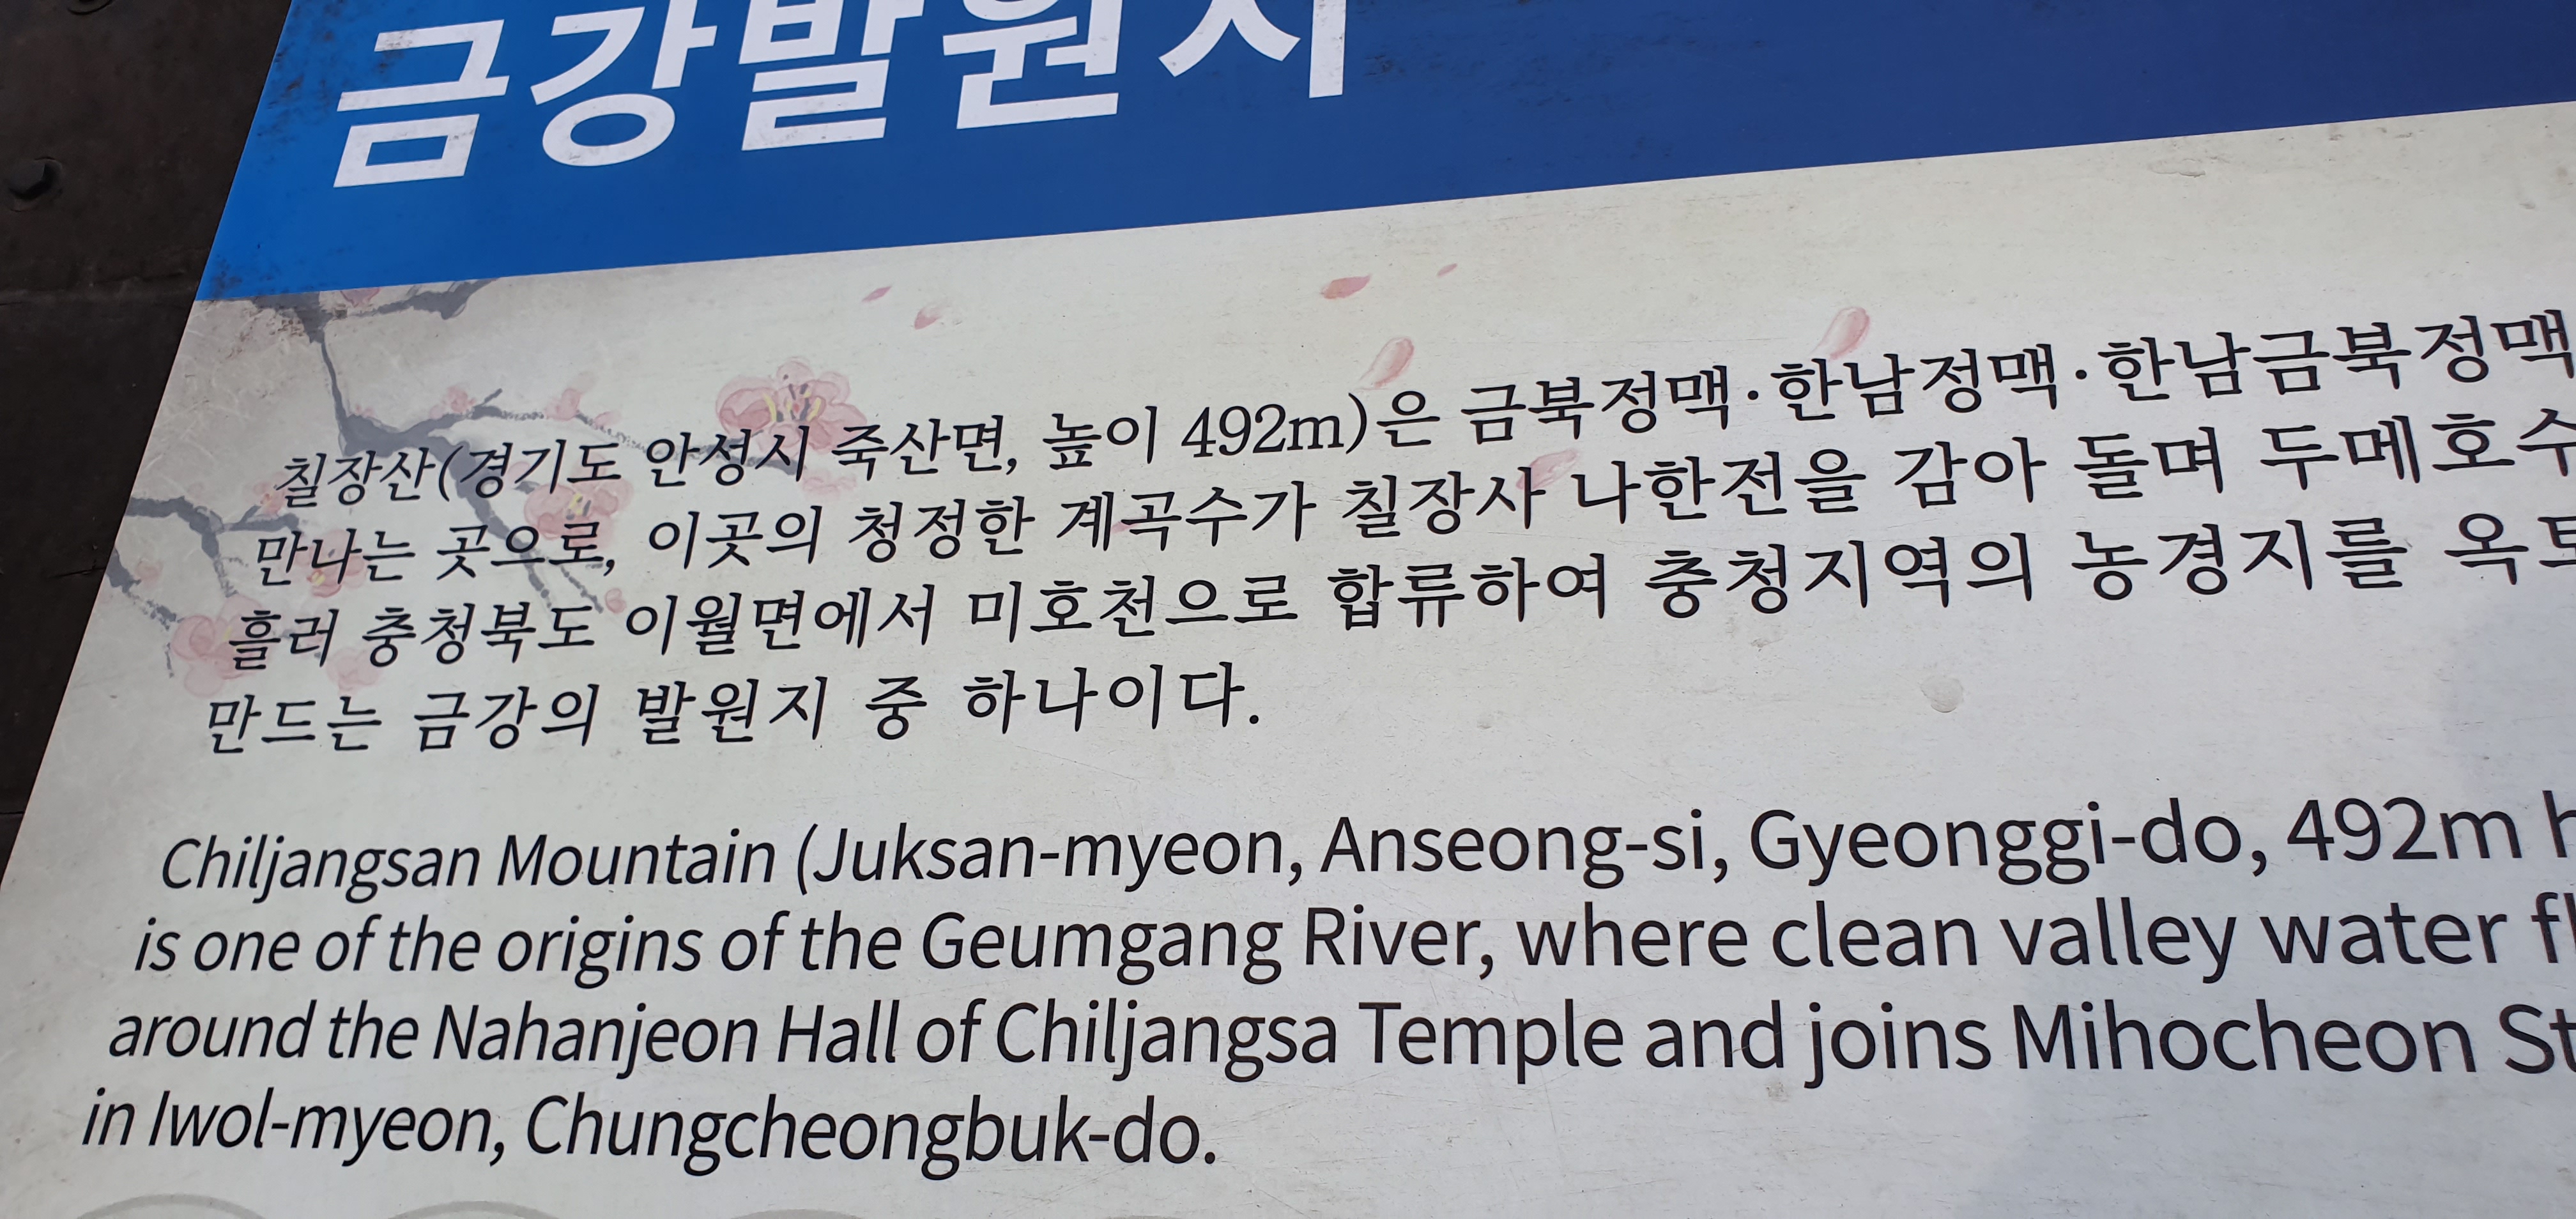 금강발원지
칠장산(경기도 안성시 죽산면, 높이 492m)은 금북정맥·한남정맥·한남금북정맥
만나는 곳으로, 이곳의 청정한 계곡수가 칠장사 나한전을 감아 돌며 두메호수
흘러 충청북도 이월면에서 미호천으로 합류하여 충청지역의 농경지를
만드는 금강의 발원지 중 하나이다.
Chiljangsan Mountain (Juksan-myeon, Anseong-si, Gyeonggi-do, 492m
is one of the origins of the Geumgang River, where clean valley water
around the Nahanjeon Hall of Chiljangsa Temple and joins Mihocheon
in Iwol-myeon, Chungcheongbuk-do.